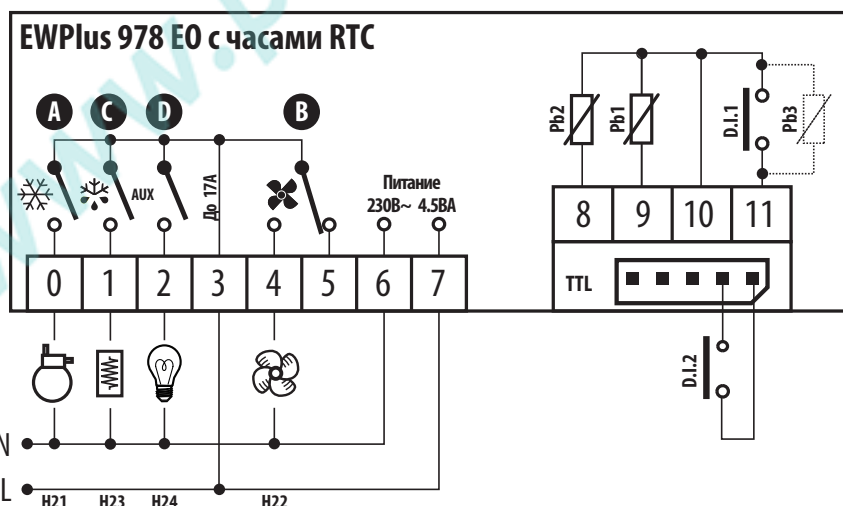 EWPlus 978 EO с часами RTC
A C D B
Pb2 Pb1 D.I.1 Pb3
AUX
До 17А
Питание
230В~ 4.5ВА
0 1 2 3 4 5 6 7
8 9 10 11
TTL
D.I.2
N
L
H21 H23 H24 H22